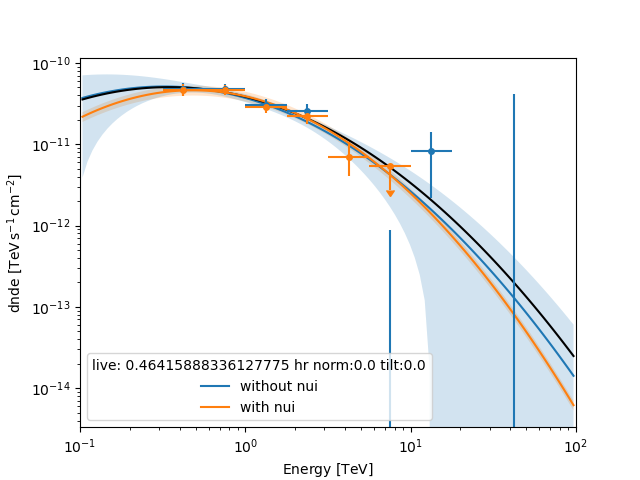 10⁻¹⁰
10⁻¹¹
10⁻¹²
10⁻¹³
10⁻¹⁴
dnde [TeV s⁻¹ cm⁻²]
live: 0.46415888336127775 hr norm:0.0 tilt:0.0
without nui
with nui
10⁻¹ 10⁰ 10¹ 10²
Energy [TeV]